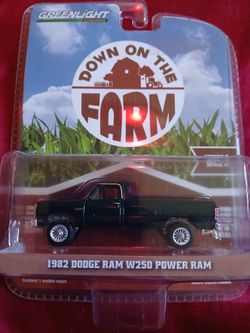 GREENLIGHT
DOWN ON THE
FARM
1982 DODGE RAM W250 POWER RAM